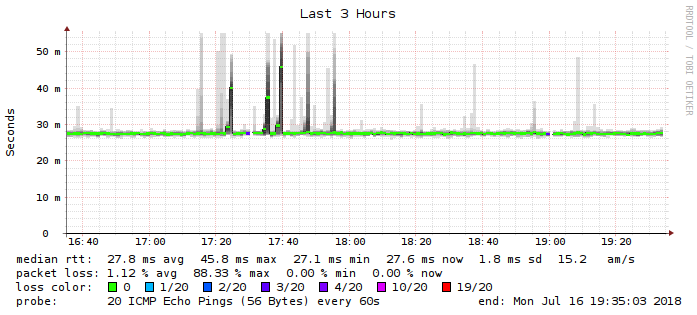 Last 3 Hours
RRDTOOL / TOBI OETIKER
Seconds
50 m
40 m
30 m
20 m
10 m
0
16:40 17:00 17:20 17:40 18:00 18:20 18:40 19:00 19:20
median rtt: 27.8 ms avg 45.8 ms max 27.1 ms min 27.6 ms now 1.8 ms sd 15.2 am/s
packet loss: 1.12 % avg 88.33 % max 0.00 % min 0.00 % now
loss color: 0 1/20 2/20 3/20 4/20 10/20 19/20
probe: 20 ICMP Echo Pings (56 Bytes) every 60s end: Mon Jul 16 19:35:03 2018